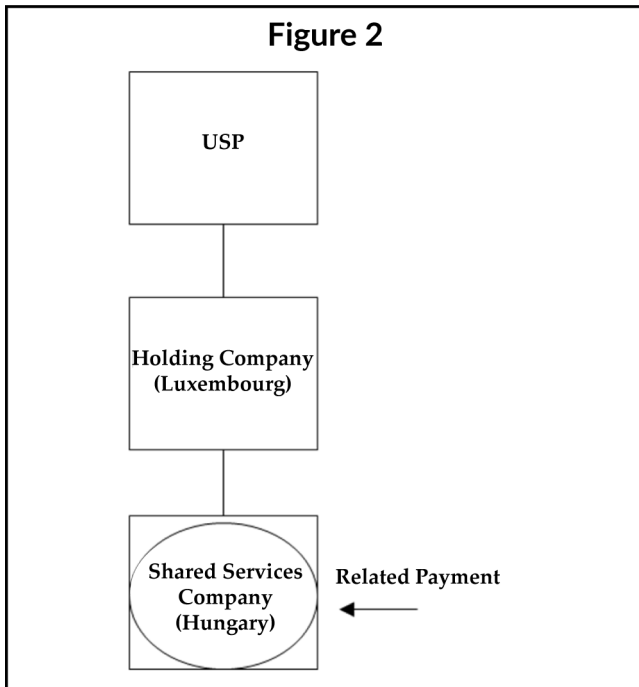 Figure 2
USP
Holding Company
(Luxembourg)
Shared Services
Company
(Hungary)
Related Payment